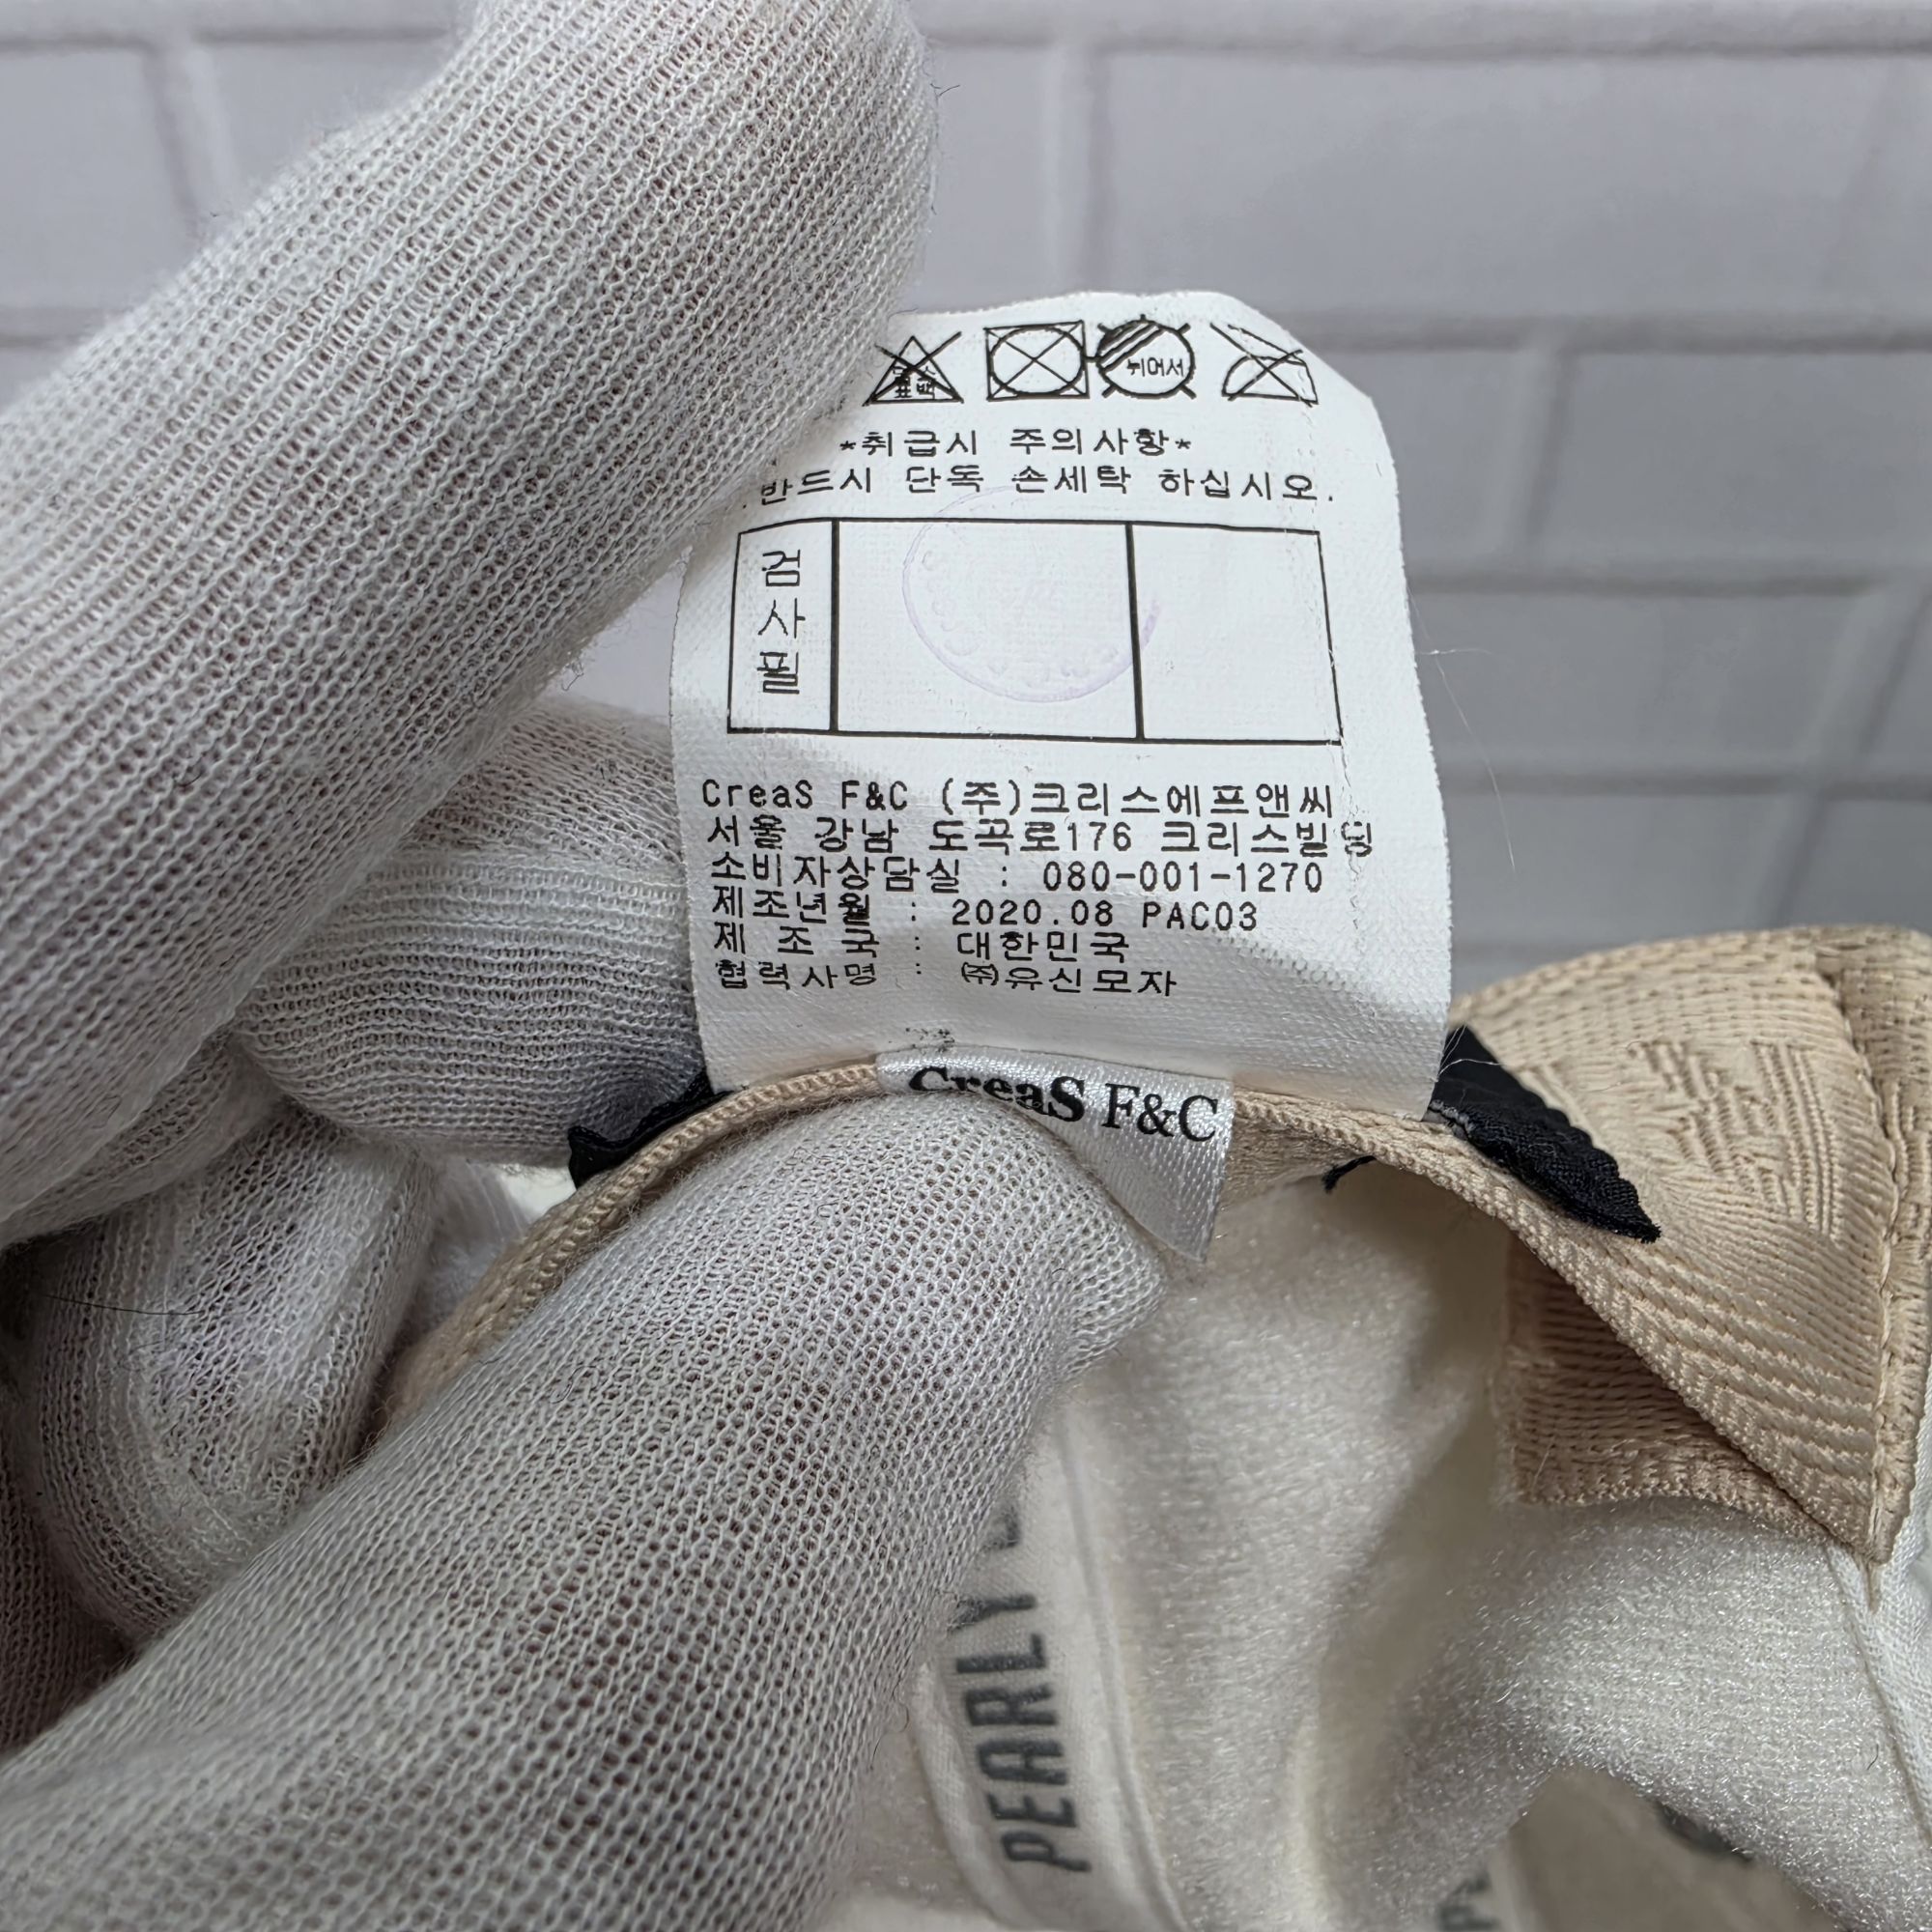 뉘어서
*취급시 주의사항*
.반드시 단독 손세탁 하십시오.
검
사
필
CreaS F&C (주)크리스에프앤씨
서울 강남 도곡로176 크리스빌딩
소비자상담실 : 080-001-1270
제조년월 : 2020.08 PAC03
제 조 국 : 대한민국
협력사명 : ㈜유신모자
CreaS F&C
PEARLY